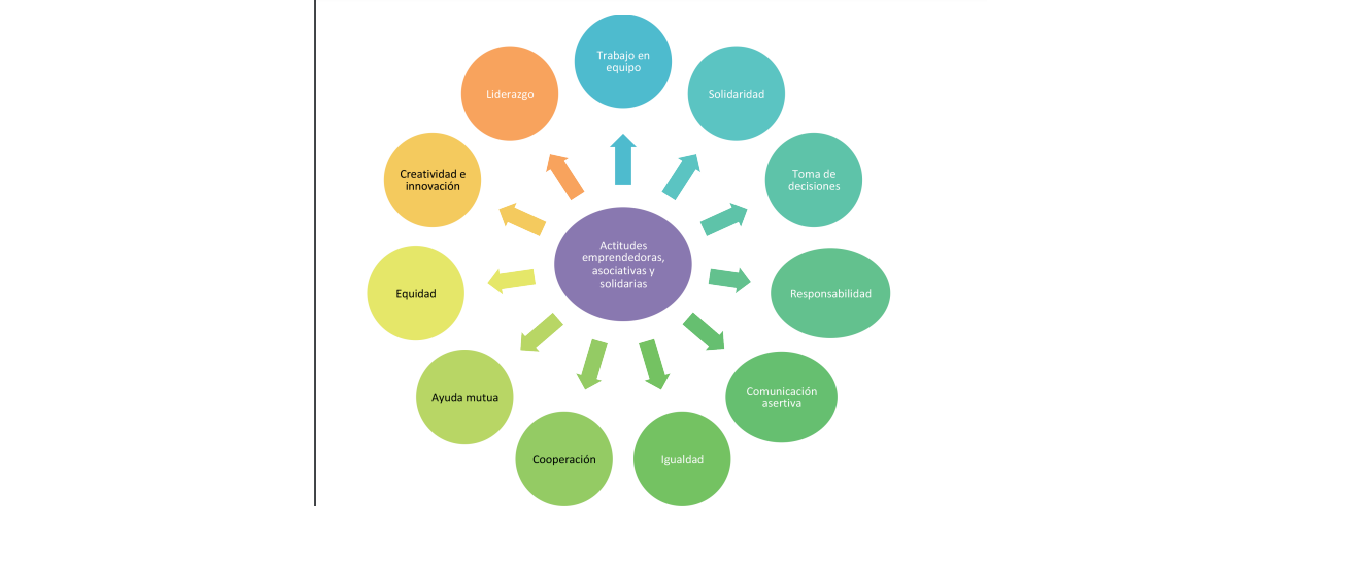 Trabajo en
equipo
Solidaridad
Toma de
decisiones
Responsabilidad
Comunicación
asertiva
Igualdad
Cooperación
Ayuda mutua
Equidad
Creatividad e
innovación
Liderazgo
Actitudes
emprendedoras,
asociativas y
solidarias